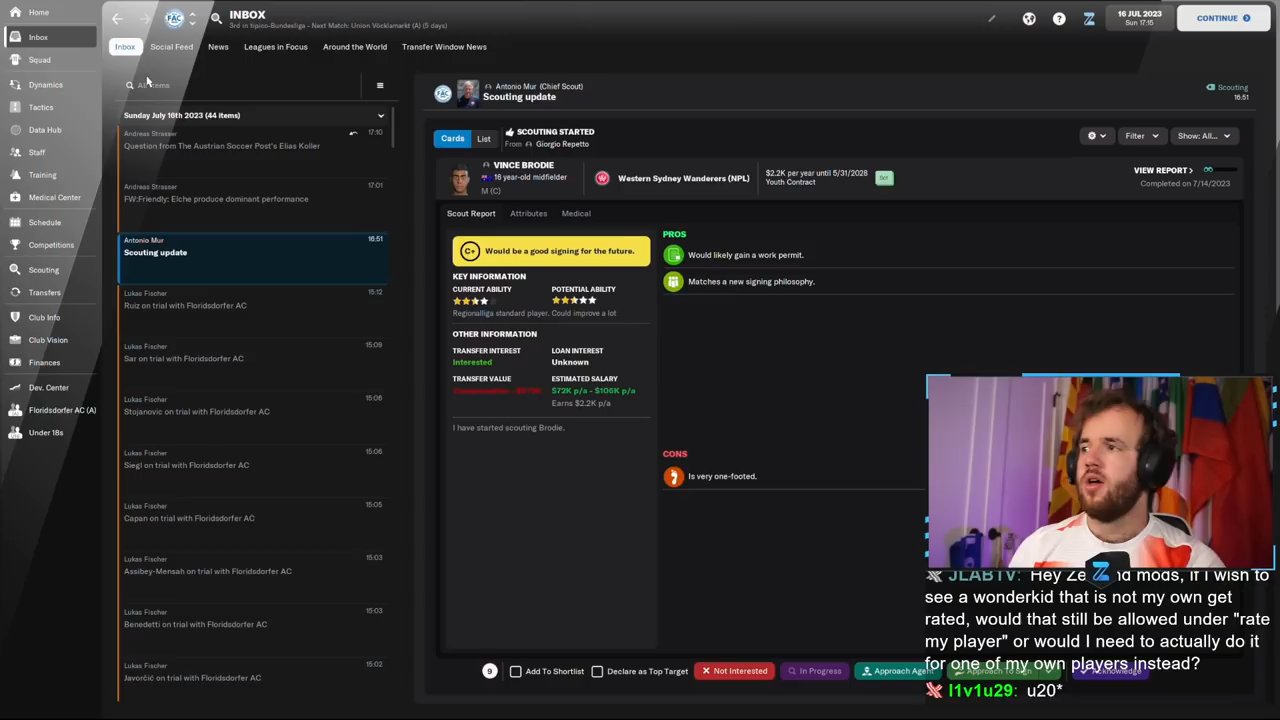 Home
Inbox
Squad
Dynamics
Tactics
Data Hub
Staff
Training
Medical Center
Schedule
Competitions
Scouting
Transfers
Club Info
Club Vision
Finances
Dev. Center
Floridsdorfer AC (A)
Under 18s
INBOX
3rd in tipico-Bundesliga - Next Match: Union Vöcklamarkt (A) (5 days)
16 JUL 2023
Sun 17:15
CONTINUE
Inbox
Social Feed
News
Leagues in Focus
Around the World
Transfer Window News
All items
Sunday July 16th 2023 (44 items)
Andreas Strasser
17:10
Question from The Austrian Soccer Post's Elias Koller
Andreas Strasser
17:01
FW:Friendly: Elche produce dominant performance
Antonio Mur
16:51
Scouting update
Lukas Fischer
15:12
Ruiz on trial with Floridsdorfer AC
Lukas Fischer
15:09
Sar on trial with Floridsdorfer AC
Lukas Fischer
15:06
Stojanovic on trial with Floridsdorfer AC
Lukas Fischer
15:06
Siegl on trial with Floridsdorfer AC
Lukas Fischer
15:05
Capan on trial with Floridsdorfer AC
Lukas Fischer
15:03
Assibey-Mensah on trial with Floridsdorfer AC
Lukas Fischer
15:03
Benedetti on trial with Floridsdorfer AC
Lukas Fischer
15:02
Javorčić on trial with Floridsdorfer AC
Antonio Mur (Chief Scout)
Scouting update
Scouting
16:51
Cards
List
SCOUTING STARTED
From
Giorgio Repetto
Filter
Show: All...
VINCE BRODIE
16 year-old midfielder
M (C)
Western Sydney Wanderers (NPL)
$2.2K per year until 5/31/2028
Youth Contract
VIEW REPORT >
Completed on 7/14/2023
Scout Report
Attributes
Medical
C+
Would be a good signing for the future.
KEY INFORMATION
CURRENT ABILITY
POTENTIAL ABILITY
Regionalliga standard player.
Could improve a lot
OTHER INFORMATION
TRANSFER INTEREST
LOAN INTEREST
Interested
Unknown
TRANSFER VALUE
ESTIMATED SALARY
$72K p/a - $106K p/a
Earns $2.2K p/a
I have started scouting Brodie.
PROS
Would likely gain a work permit.
Matches a new signing philosophy.
CONS
Is very one-footed.
9
Add To Shortlist
Declare as Top Target
Not Interested
In Progress
Approach Agent
Approach To Sign
Acknowledge
JLABTV: Hey Ze nd mods, if I wish to
see a wonderkid that is not my own get
rated, would that still be allowed under "rate
my player" or would I need to actually do it
for one of my own players instead?
l1v1u29: u20*